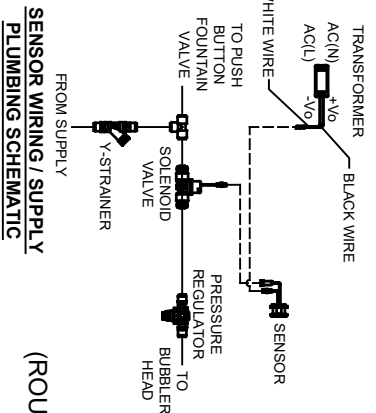 TRANSFORMER
AC(N)
AC(L)
+Vo
-Vo
BLACK WIRE
HITE WIRE
TO PUSH
BUTTON
FOUNTAIN
VALVE
SOLENOID
VALVE
SENSOR
PRESSURE
REGULATOR
TO
BUBBLER
HEAD
Y-STRAINER
FROM SUPPLY
SENSOR WIRING / SUPPLY
PLUMBING SCHEMATIC
(ROU